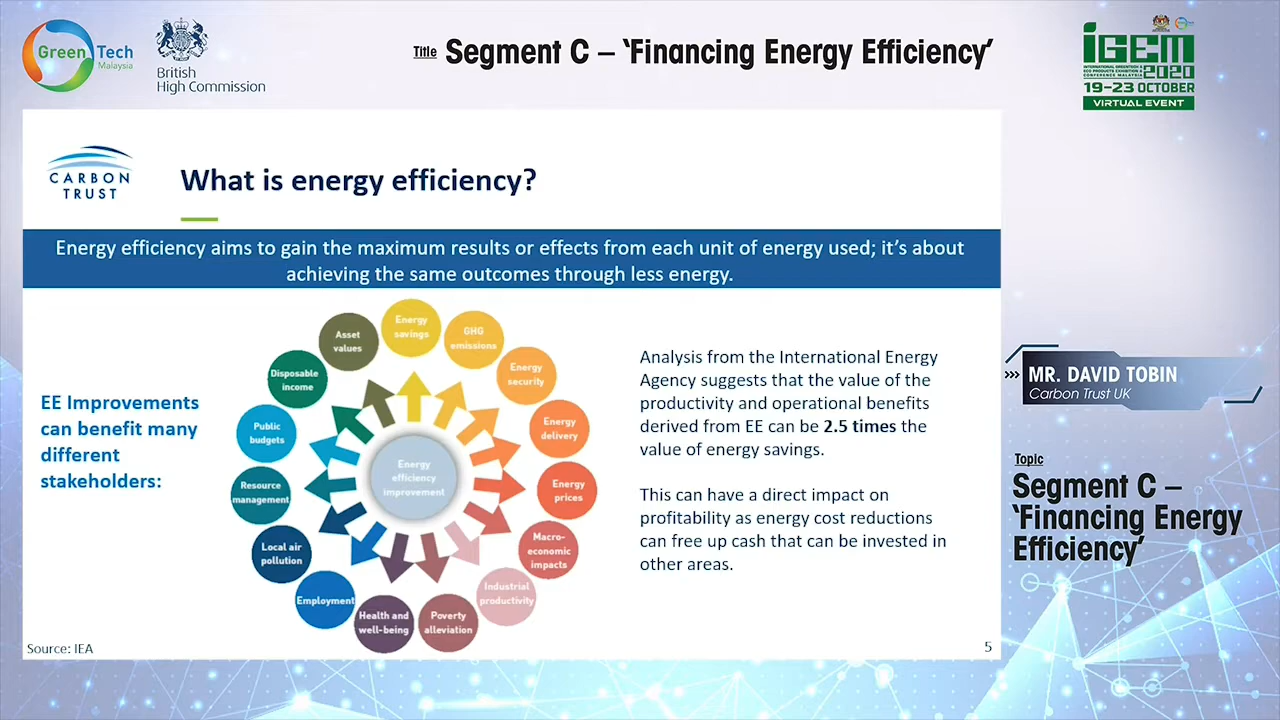 GreenTech
Malaysia
British
High Commission
Title Segment C – ‘Financing Energy Efficiency’
iGEM
INTERNATIONAL GREENTECH &
ECO PRODUCTS EXHIBITION &
CONFERENCE MALAYSIA
2020
19–23 OCTOBER
VIRTUAL EVENT
CARBON
TRUST
What is energy efficiency?
Energy efficiency aims to gain the maximum results or effects from each unit of energy used; it’s about
achieving the same outcomes through less energy.
EE Improvements
can benefit many
different
stakeholders:
Energy
savings
GHG
emissions
Energy
security
Energy
delivery
Energy
prices
Macro-
economic
impacts
Industrial
productivity
Poverty
alleviation
Health and
well-being
Employment
Local air
pollution
Resource
management
Public
budgets
Disposable
income
Asset
values
Energy
efficiency
improvement
Analysis from the International Energy
Agency suggests that the value of the
productivity and operational benefits
derived from EE can be 2.5 times the
value of energy savings.
This can have a direct impact on
profitability as energy cost reductions
can free up cash that can be invested in
other areas.
Source: IEA
5
MR. DAVID TOBIN
Carbon Trust UK
Topic
Segment C –
‘Financing Energy
Efficiency’